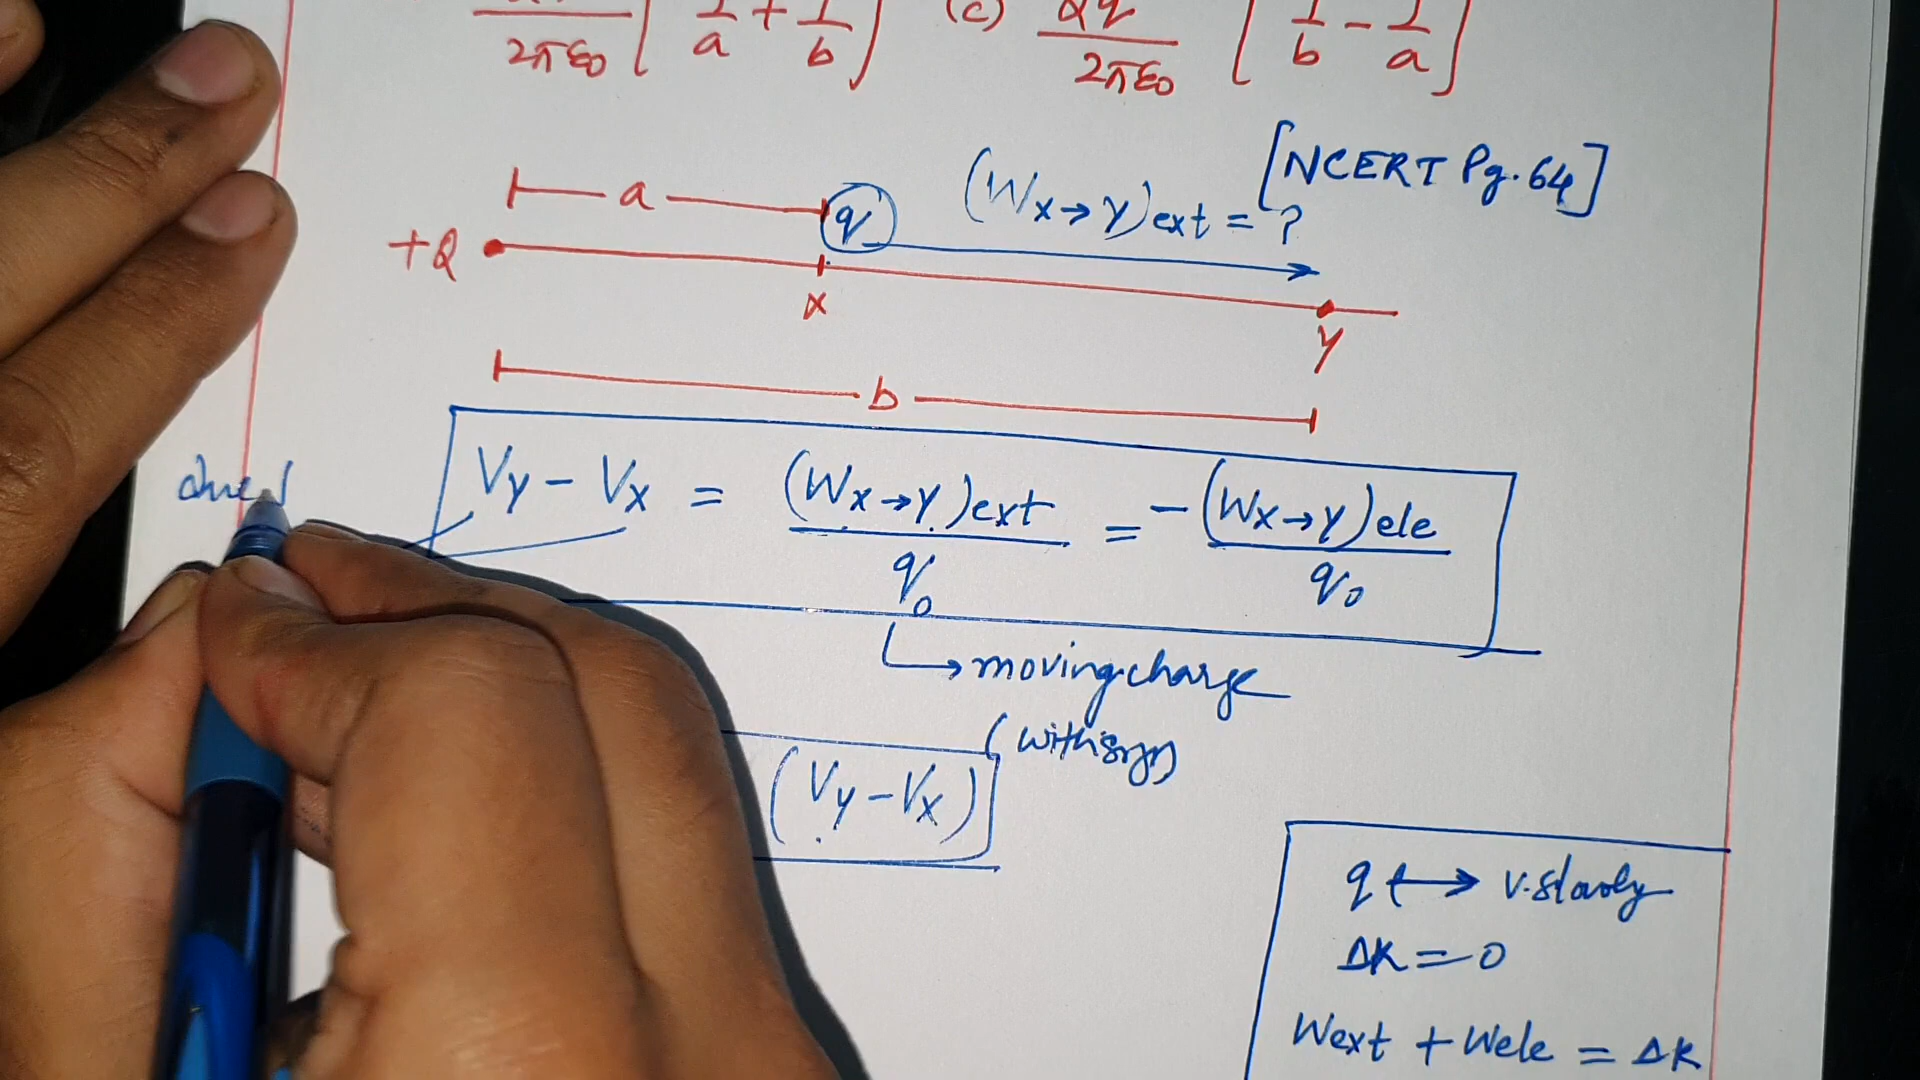 2πε0 [ 1/a + 1/b ] (c) Qq/2πε0 [ 1/b - 1/a ]
[NCERT Pg. 64]
a q (Wx→y)ext = ?
+Q
x
y
b
Vy - Vx = (Wx→y)ext / q0 = -(Wx→y)ele / q0
due
moving charge
(with sign)
(Vy - Vx)
q → v. slowly
ΔK = 0
Wext + Wele = ΔK